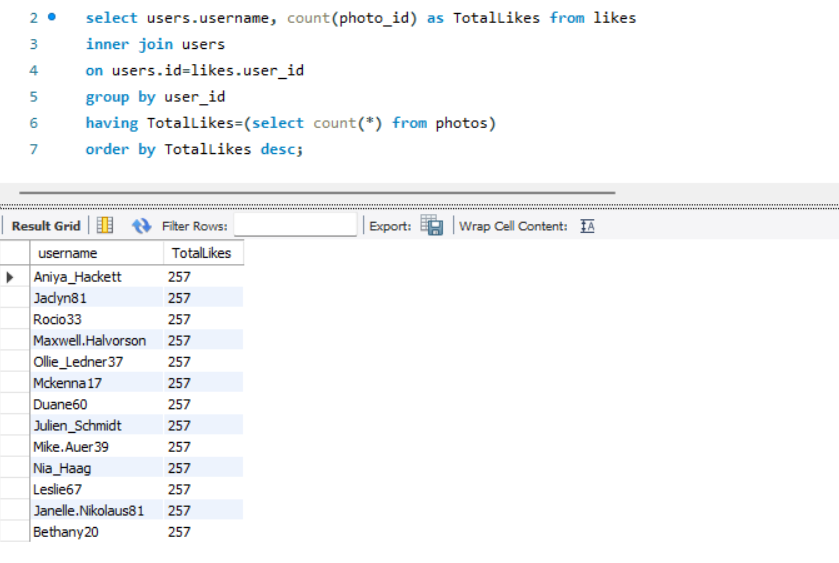 2 select users.username, count(photo_id) as TotalLikes from likes
3 inner join users
4 on users.id=likes.user_id
5 group by user_id
6 having TotalLikes=(select count(*) from photos)
7 order by TotalLikes desc;
Result Grid Filter Rows: Export: Wrap Cell Content: IA
username TotalLikes
Aniya_Hackett 257
Jaclyn81 257
Rocio33 257
Maxwell.Halvorson 257
Ollie_Ledner37 257
Mckenna17 257
Duane60 257
Julien_Schmidt 257
Mike.Auer39 257
Nia_Haag 257
Leslie67 257
Janelle.Nikolaus81 257
Bethany20 257